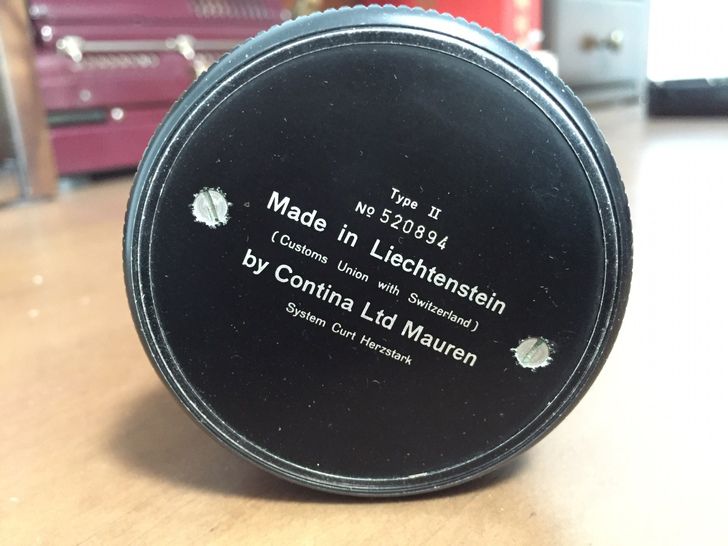 Type II
Nº 520894
Made in Liechtenstein
(Customs Union with Switzerland)
by Contina Ltd Mauren
System Curt Herzstark